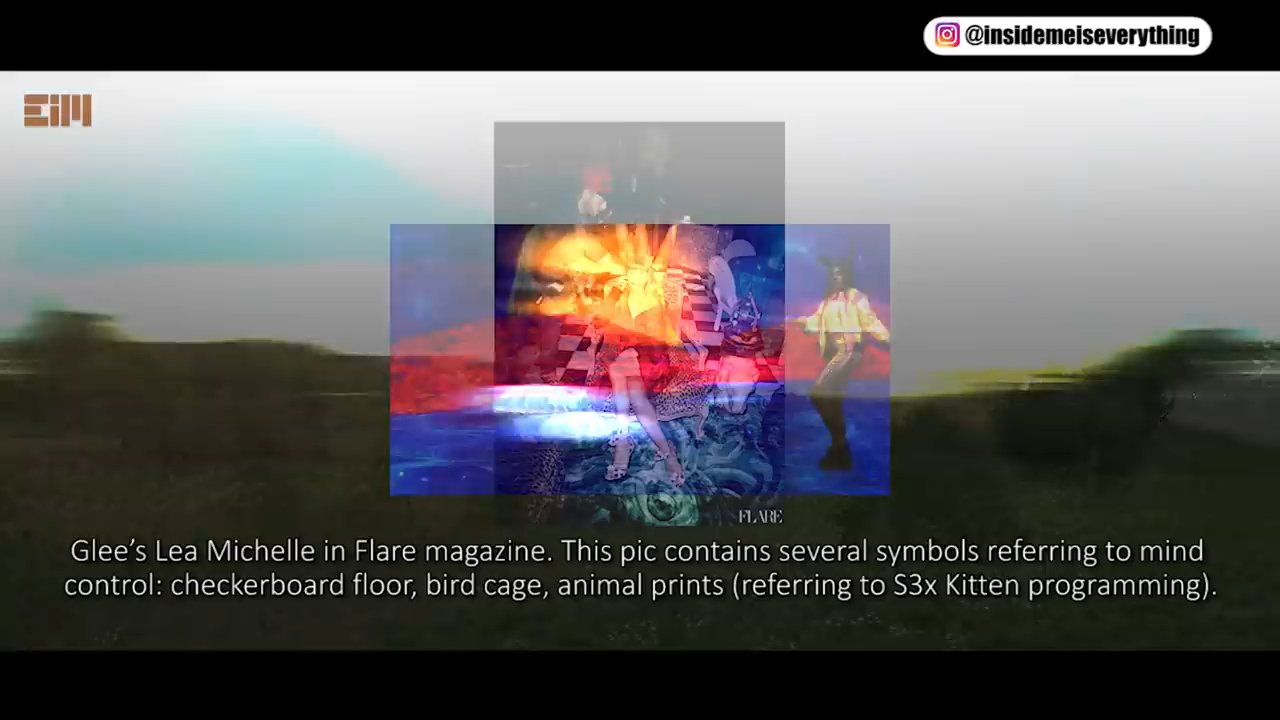 @insidemeiseverything
EiM
FLARE
Glee’s Lea Michelle in Flare magazine. This pic contains several symbols referring to mind
control: checkerboard floor, bird cage, animal prints (referring to S3x Kitten programming).